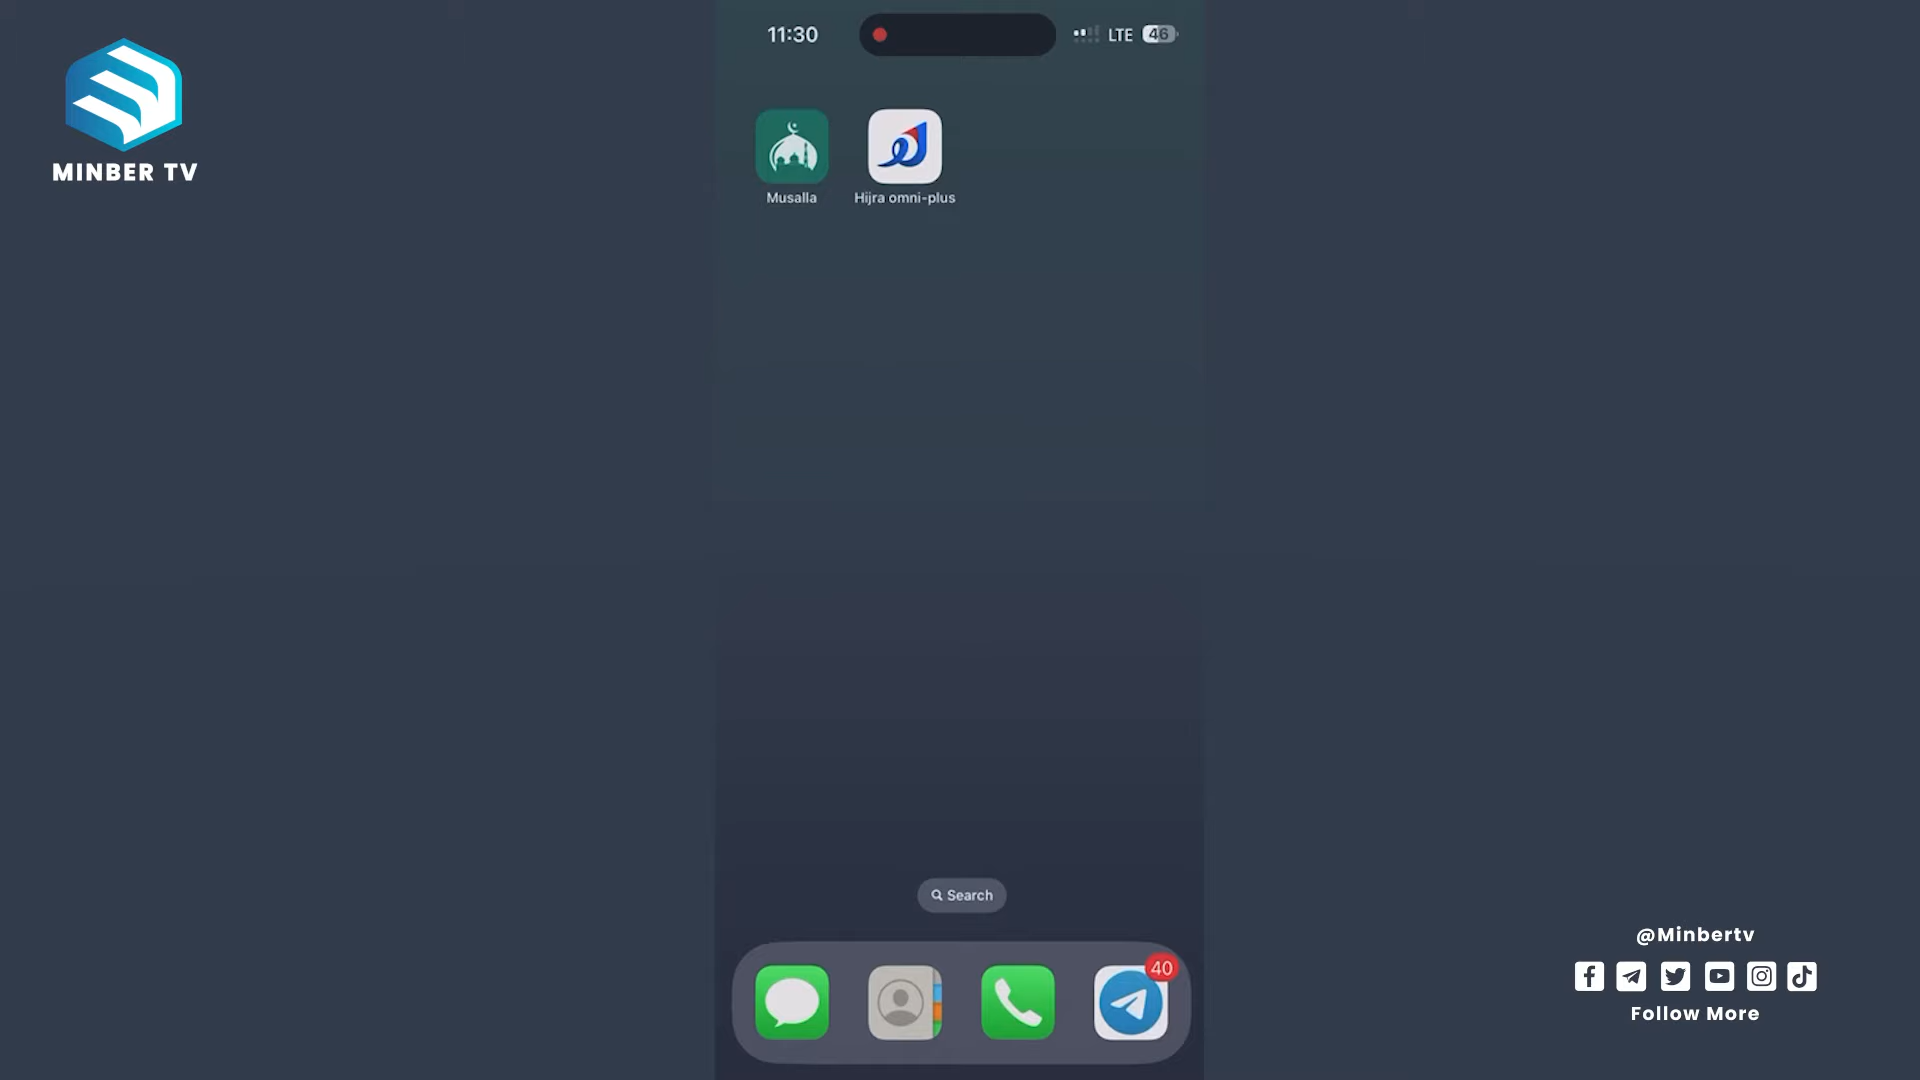 MINBER TV
11:30
LTE 46
Musalla
Hijra omni-plus
Search
40
@Minbertv
Follow More